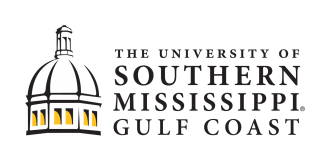 THE UNIVERSITY OF
SOUTHERN
MISSISSIPPI®
GULF COAST